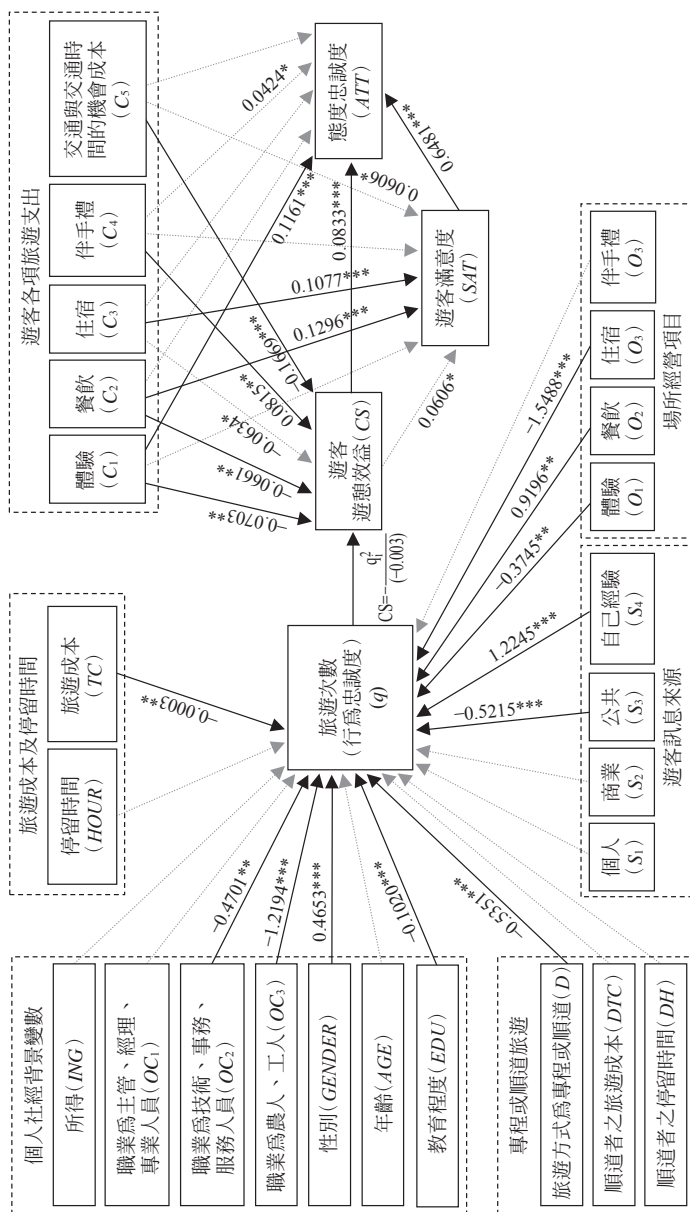 個人社經背景變數
所得(ING)
職業為主管、經理、
專業人員(OC₁)
職業為技術、事務、
服務人員(OC₂)
職業為農人、工人(OC₃)
性別(GENDER)
年齡(AGE)
教育程度(EDU)
專程或順道旅遊
旅遊方式為專程或順道(D)
順道者之旅遊成本(DTC)
順道者之停留時間(DH)
旅遊成本及停留時間
停留時間
(HOUR)
旅遊成本
(TC)
−0.0003**
−0.4701**
−1.2194***
0.4653***
−0.1020***
−0.5351***
旅遊次數
(行為忠誠度)
(q)
−0.5215***
1.2245***
−0.3745**
0.9196**
−1.5488***
個人
(S₁)
商業
(S₂)
公共
(S₃)
自己經驗
(S₄)
遊客訊息來源
體驗
(O₁)
餐飲
(O₂)
住宿
(O₃)
伴手禮
(O₃)
場所經營項目
CS=−q₁²/(−0.003)
遊客各項旅遊支出
體驗
(C₁)
餐飲
(C₂)
住宿
(C₃)
伴手禮
(C₄)
交通與交通時
間的機會成本
(C₅)
−0.0703**
−0.0661**
−0.0634*
0.0815**
−0.1669***
0.1161***
0.0424*
0.1296***
0.1077***
0.0833***
0.0606*
0.0606*
0.6481***
遊客
遊憩效益(CS)
遊客滿意度
(SAT)
態度忠誠度
(ATT)